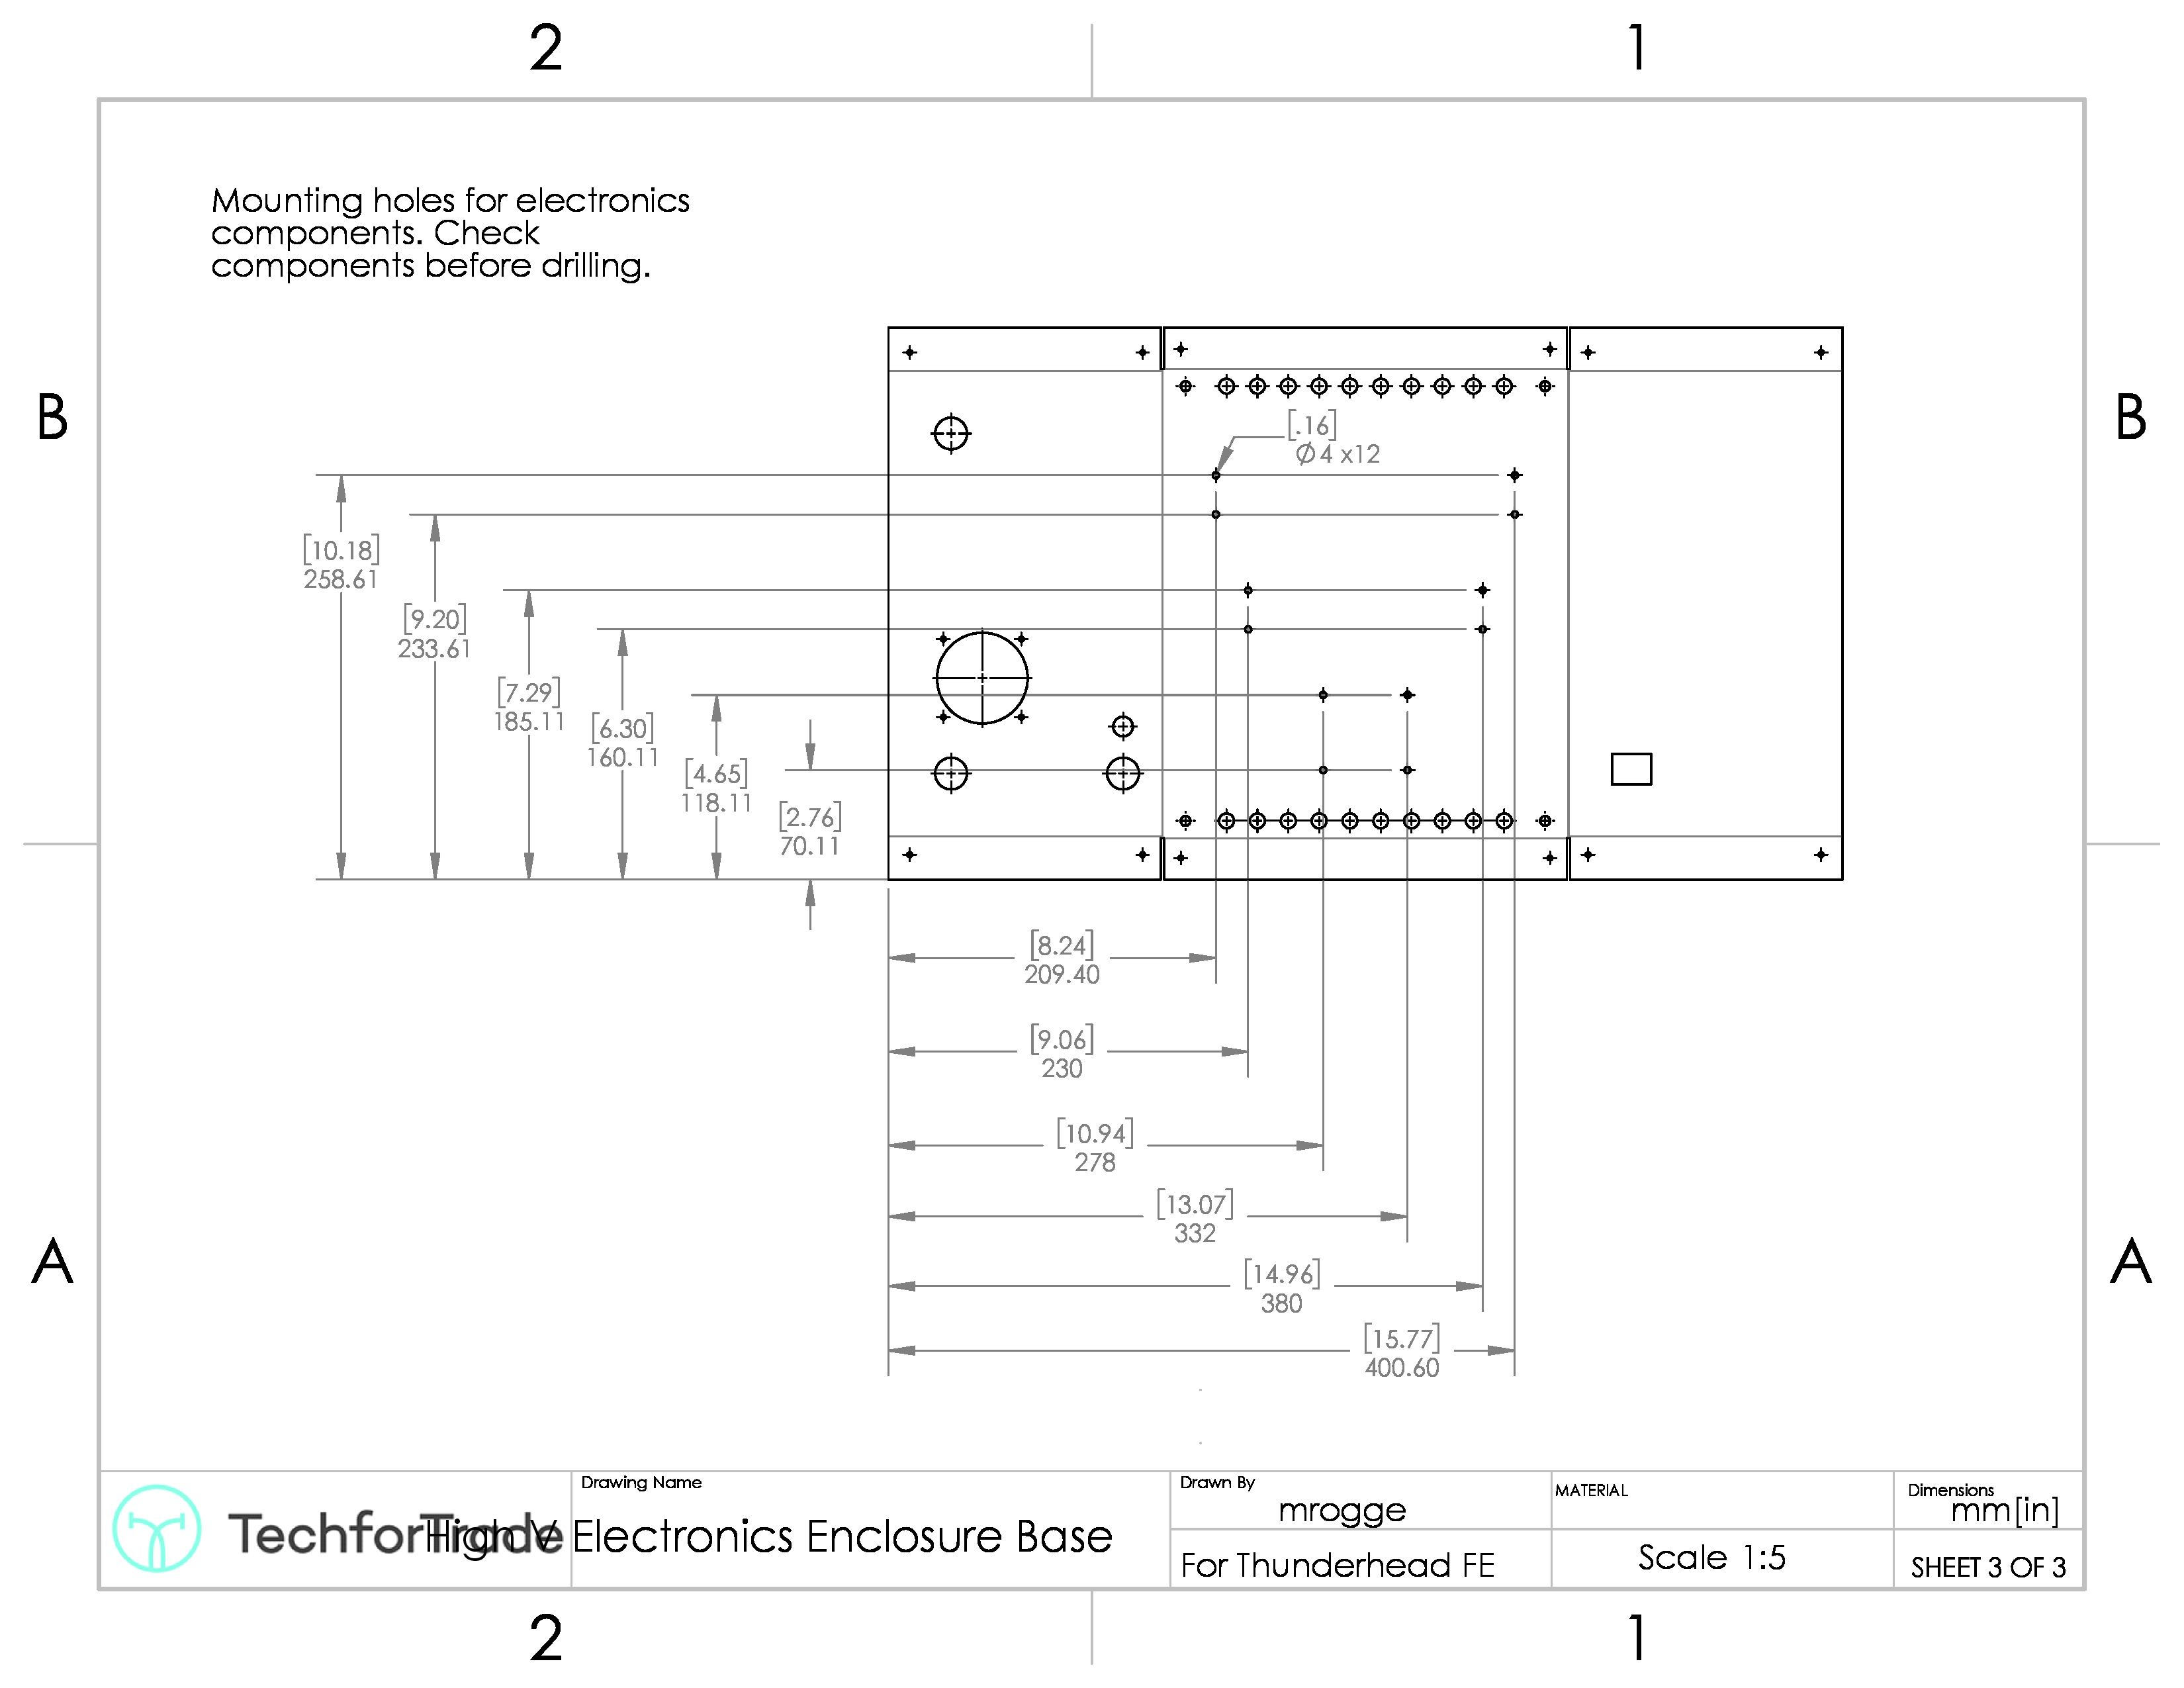 2
1
Mounting holes for electronics
components. Check
components before drilling.
B
B
[.16]
Ø4 x12
[10.18]
258.61
[9.20]
233.61
[7.29]
185.11
[6.30]
160.11
[4.65]
118.11
[2.76]
70.11
[8.24]
209.40
[9.06]
230
[10.94]
278
[13.07]
332
[14.96]
380
[15.77]
400.60
A
A
TechforTrade
Drawing Name
High V Electronics Enclosure Base
Drawn By
mrogge
For Thunderhead FE
MATERIAL
Scale 1:5
Dimensions
mm[in]
SHEET 3 OF 3
2
1